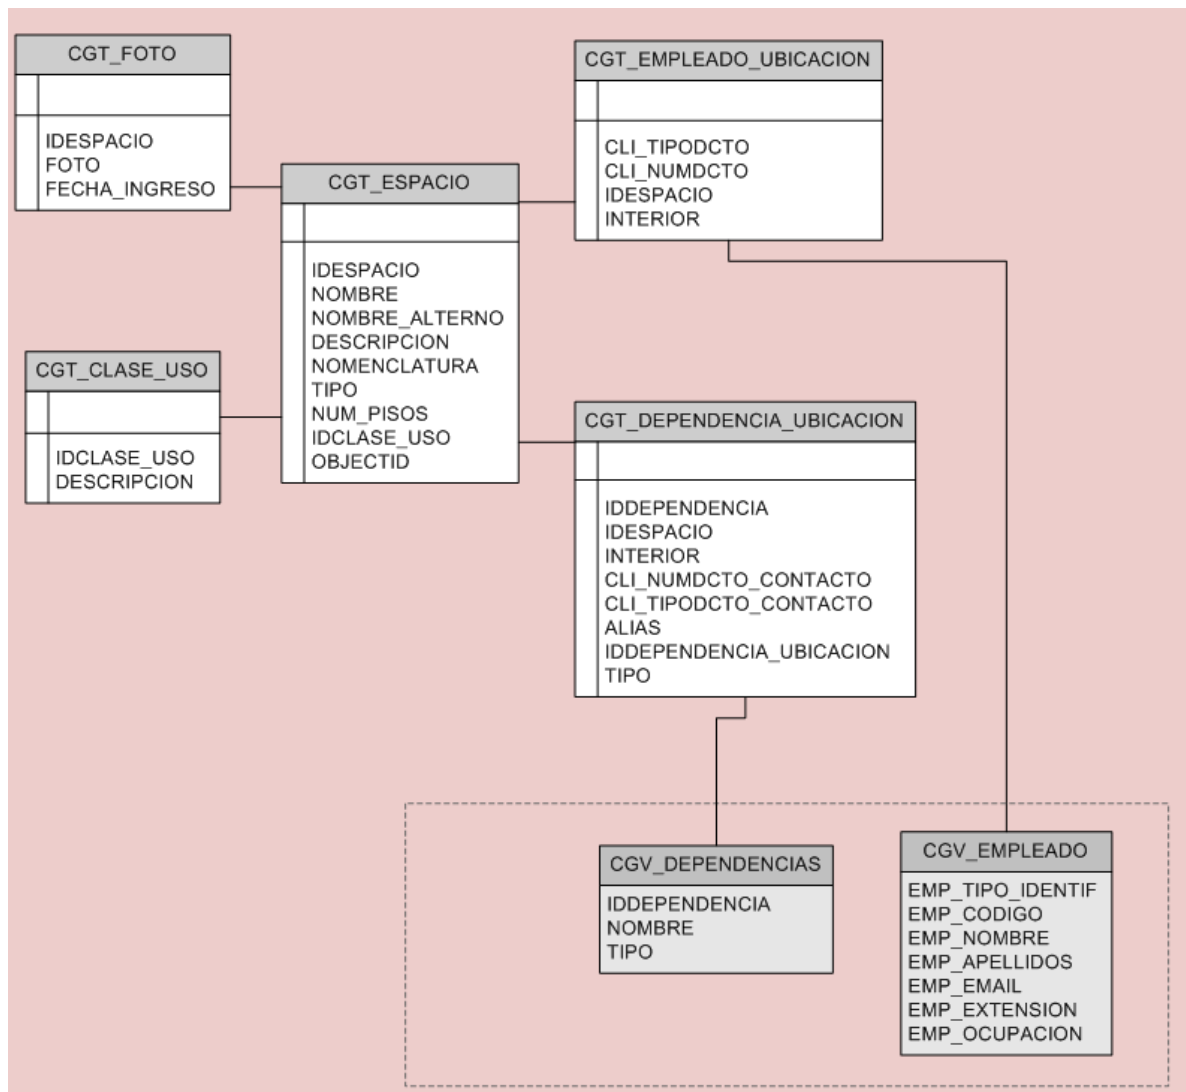 CGT_FOTO
IDESPACIO
FOTO
FECHA_INGRESO
CGT_EMPLEADO_UBICACION
CLI_TIPODCTO
CLI_NUMDCTO
IDESPACIO
INTERIOR
CGT_ESPACIO
IDESPACIO
NOMBRE
NOMBRE_ALTERNO
DESCRIPCION
NOMENCLATURA
TIPO
NUM_PISOS
IDCLASE_USO
OBJECTID
CGT_CLASE_USO
IDCLASE_USO
DESCRIPCION
CGT_DEPENDENCIA_UBICACION
IDDEPENDENCIA
IDESPACIO
INTERIOR
CLI_NUMDCTO_CONTACTO
CLI_TIPODCTO_CONTACTO
ALIAS
IDDEPENDENCIA_UBICACION
TIPO
CGV_DEPENDENCIAS
IDDEPENDENCIA
NOMBRE
TIPO
CGV_EMPLEADO
EMP_TIPO_IDENTIF
EMP_CODIGO
EMP_NOMBRE
EMP_APELLIDOS
EMP_EMAIL
EMP_EXTENSION
EMP_OCUPACION